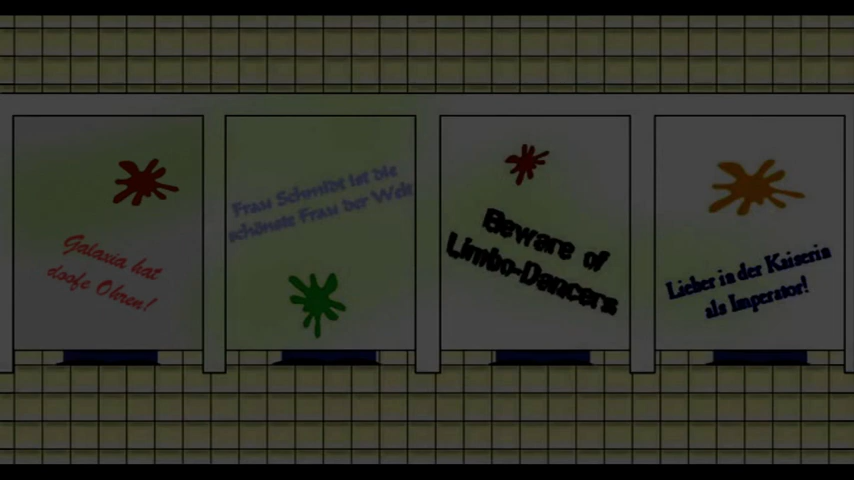 Galaxia hat
doofe Ohren!
Frau Schmidt ist die
schönste Frau der Welt
Beware of
Limbo-Dancers
Lieber in der Kaiserin
als Imperator!